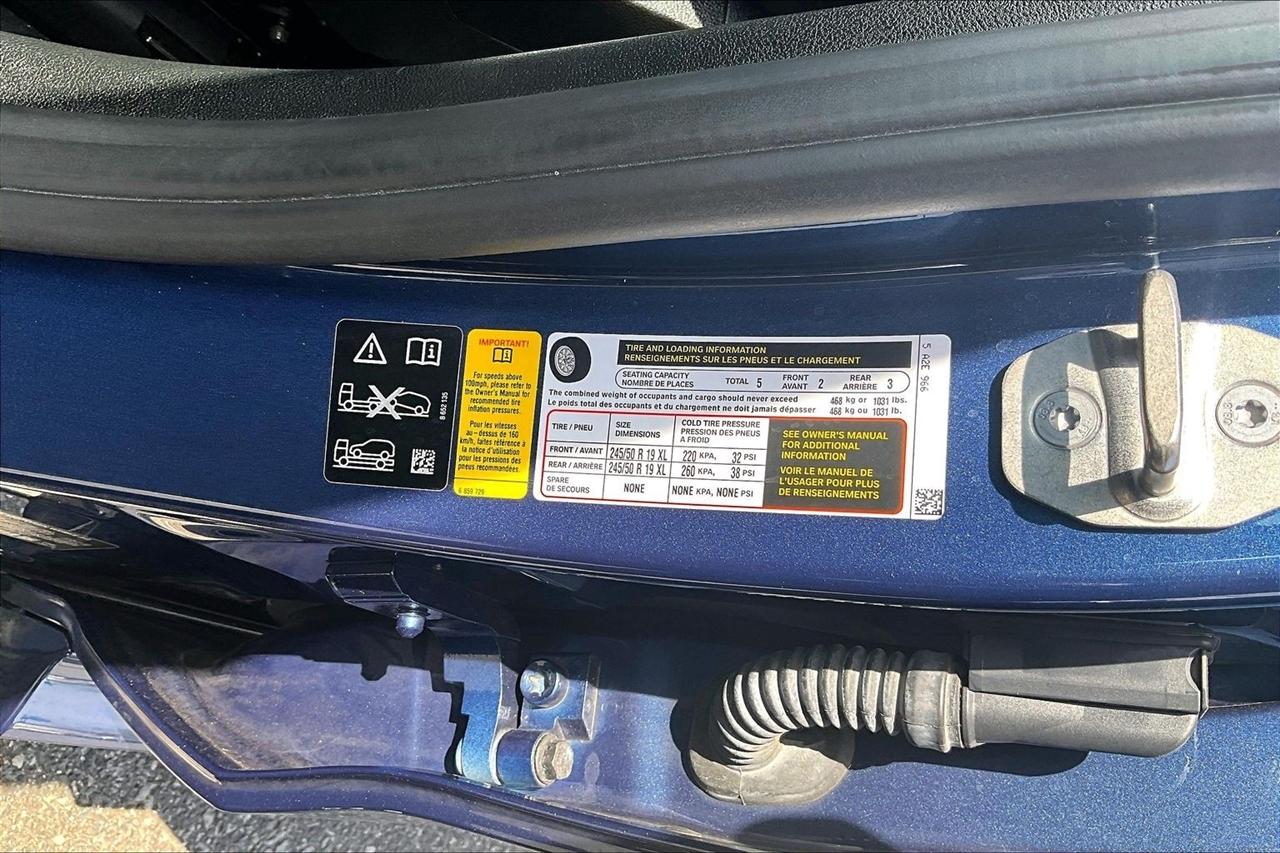 8 652 135
IMPORTANT!
For speeds above
100mph, please refer to
the Owner's Manual for
recommended tire
inflation pressures.
Pour les vitesses
au - dessus de 160
km/h, faites référence à
la notice d'utilisation
pour les pressions des
pneus recommandées.
6 859 729
TIRE AND LOADING INFORMATION
RENSEIGNEMENTS SUR LES PNEUS ET LE CHARGEMENT
SEATING CAPACITY
NOMBRE DE PLACES
TOTAL 5
FRONT
AVANT 2
REAR
ARRIÈRE 3
The combined weight of occupants and cargo should never exceed 468 kg or 1031 lbs.
Le poids total des occupants et du chargement ne doit jamais dépasser 468 kg ou 1031 lb.
TIRE / PNEU
SIZE
DIMENSIONS
COLD TIRE PRESSURE
PRESSION DES PNEUS
A FROID
FRONT / AVANT 245/50 R 19 XL 220 KPA, 32 PSI
REAR / ARRIÈRE 245/50 R 19 XL 260 KPA, 38 PSI
SPARE
DE SECOURS
NONE NONE KPA, NONE PSI
SEE OWNER'S MANUAL
FOR ADDITIONAL
INFORMATION
VOIR LE MANUEL DE
L'USAGER POUR PLUS
DE RENSEIGNEMENTS
5 A2E 966